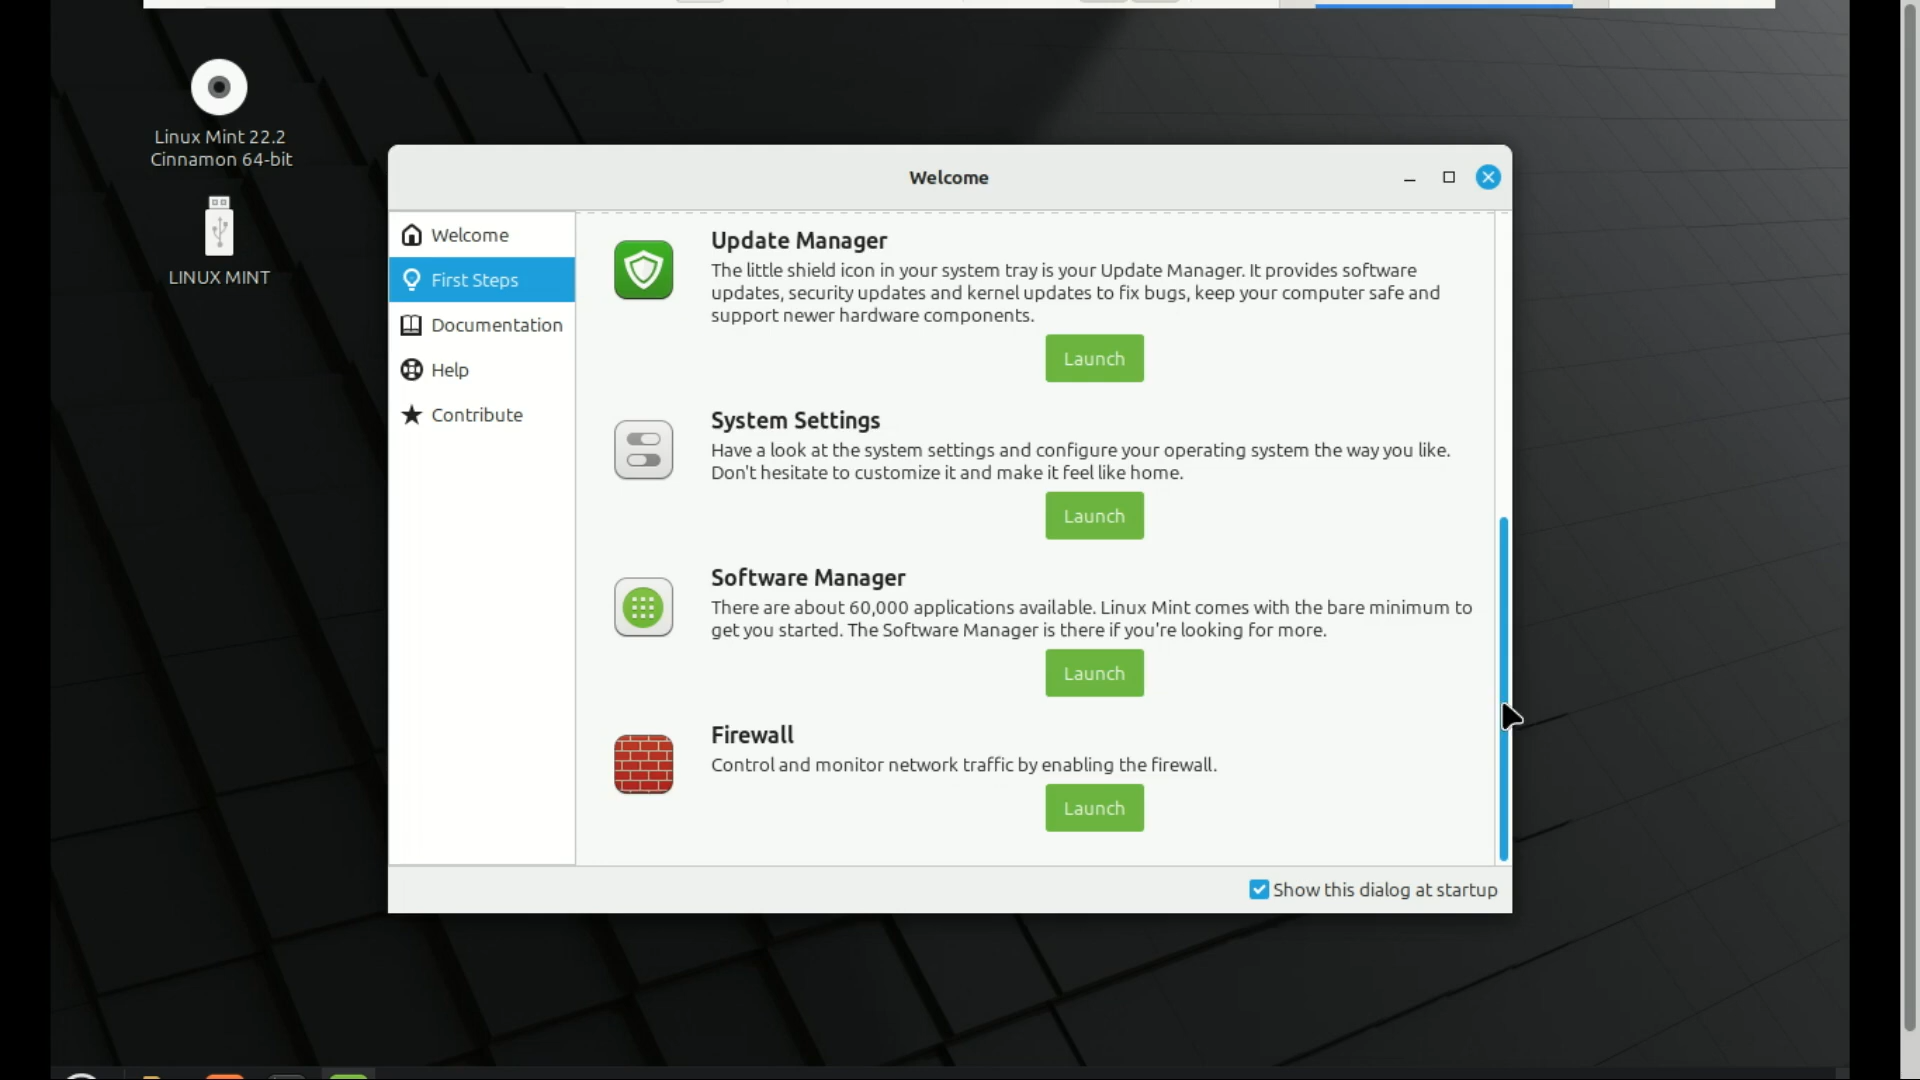 Linux Mint 22.2
Cinnamon 64-bit
LINUX MINT
Welcome
Welcome
First Steps
Documentation
Help
Contribute
Update Manager
The little shield icon in your system tray is your Update Manager. It provides software
updates, security updates and kernel updates to fix bugs, keep your computer safe and
support newer hardware components.
Launch
System Settings
Have a look at the system settings and configure your operating system the way you like.
Don't hesitate to customize it and make it feel like home.
Launch
Software Manager
There are about 60,000 applications available. Linux Mint comes with the bare minimum to
get you started. The Software Manager is there if you're looking for more.
Launch
Firewall
Control and monitor network traffic by enabling the firewall.
Launch
Show this dialog at startup